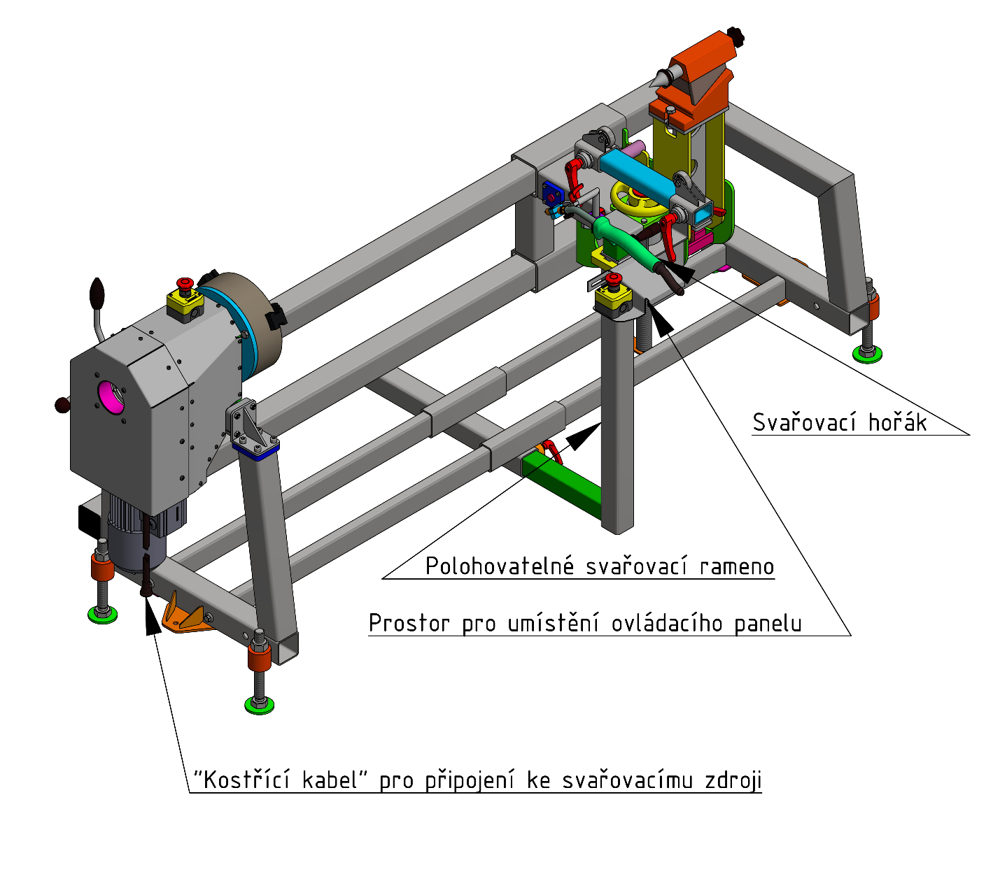 Svařovací hořák
Polohovatelné svařovací rameno
Prostor pro umístění ovládacího panelu
"Kostřící kabel" pro připojení ke svařovacímu zdroji